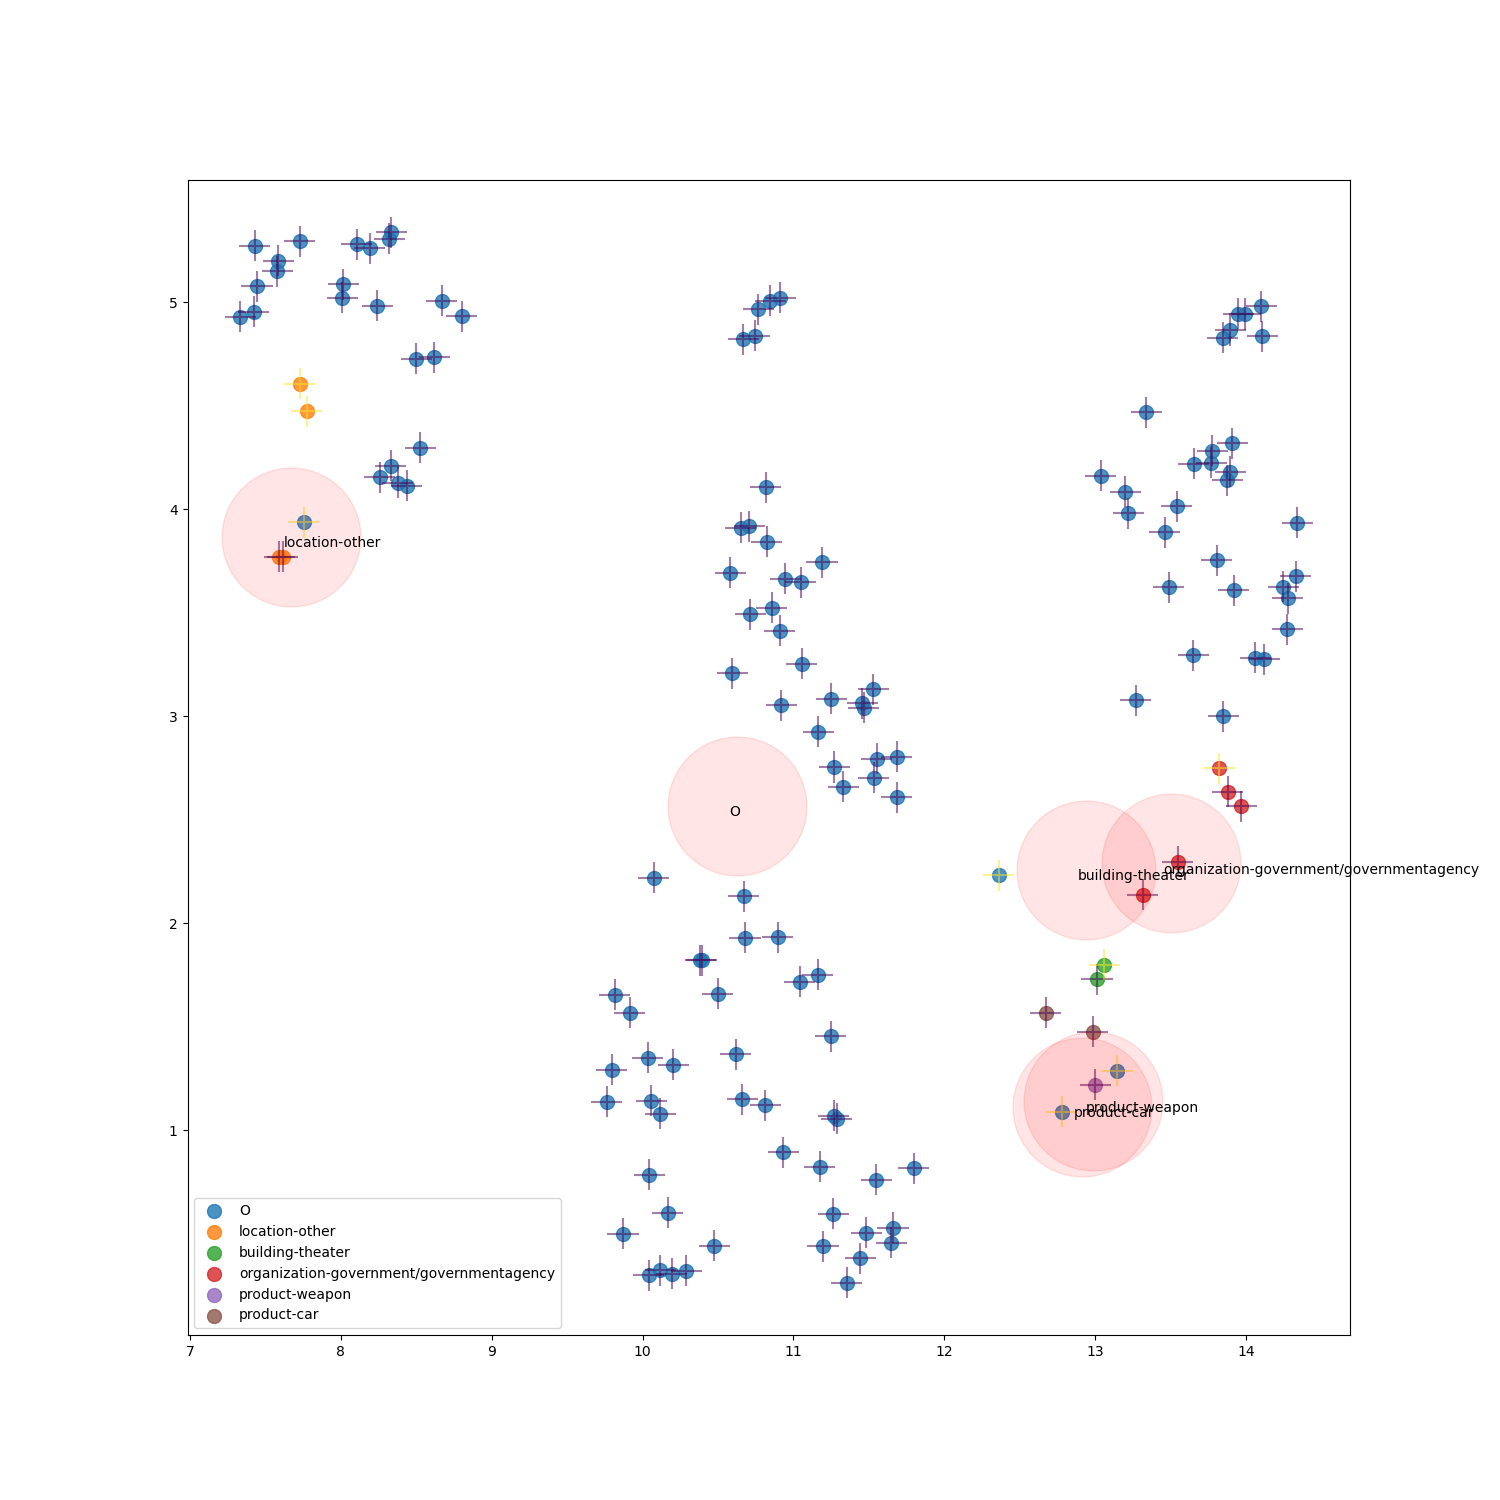 5
4
location-other
3
O
building-theater
organization-government/governmentagency
2
product-weapon
product-car
1
O
location-other
building-theater
organization-government/governmentagency
product-weapon
product-car
7 8 9 10 11 12 13 14